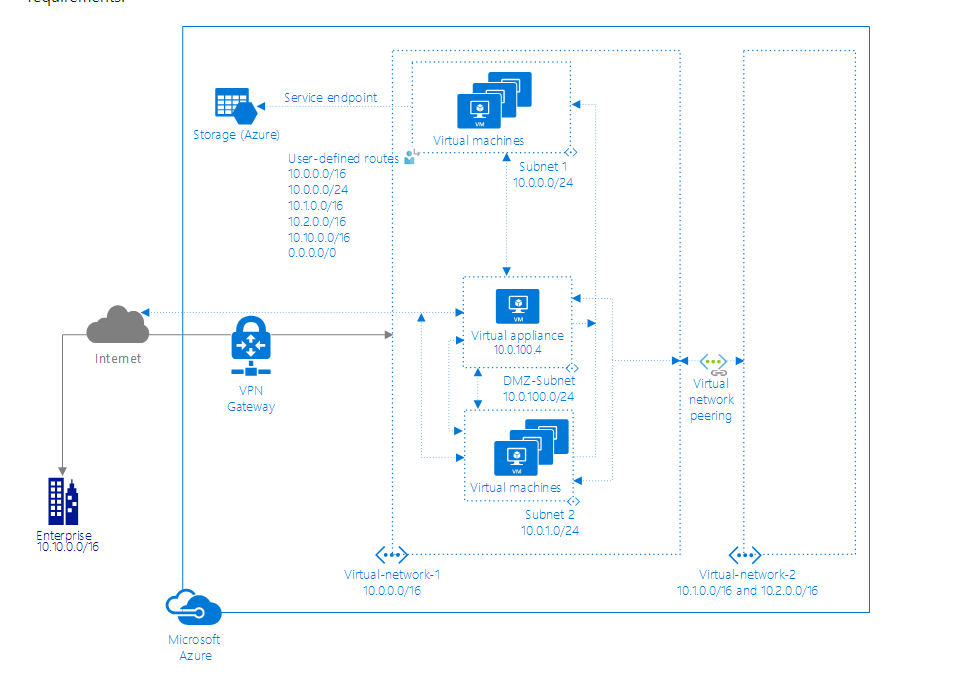 requirements.
Service endpoint
Storage (Azure)
VM
Virtual machines
User-defined routes
10.0.0.0/16
10.0.0.0/24
10.1.0.0/16
10.2.0.0/16
10.10.0.0/16
0.0.0.0/0
Subnet 1
10.0.0.0/24
VM
Virtual appliance
10.0.100.4
Internet
VPN
Gateway
DMZ-Subnet
10.0.100.0/24
Virtual
network
peering
VM
Virtual machines
Subnet 2
10.0.1.0/24
Enterprise
10.10.0.0/16
Virtual-network-1
10.0.0.0/16
Virtual-network-2
10.1.0.0/16 and 10.2.0.0/16
Microsoft
Azure